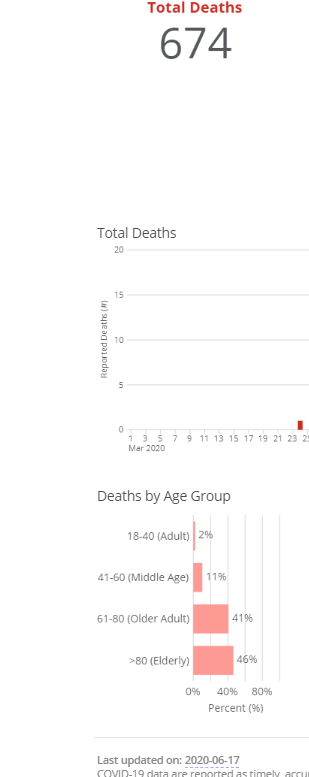 Total Deaths
674
Total Deaths
20
15
10
5
0
Reported Deaths (#)
1 3 5 7 9 11 13 15 17 19 21 23 25
Mar 2020
Deaths by Age Group
18-40 (Adult) 2%
41-60 (Middle Age) 11%
61-80 (Older Adult) 41%
>80 (Elderly) 46%
0% 40% 80%
Percent (%)
Last updated on: 2020-06-17
COVID-19 data are reported as timely,